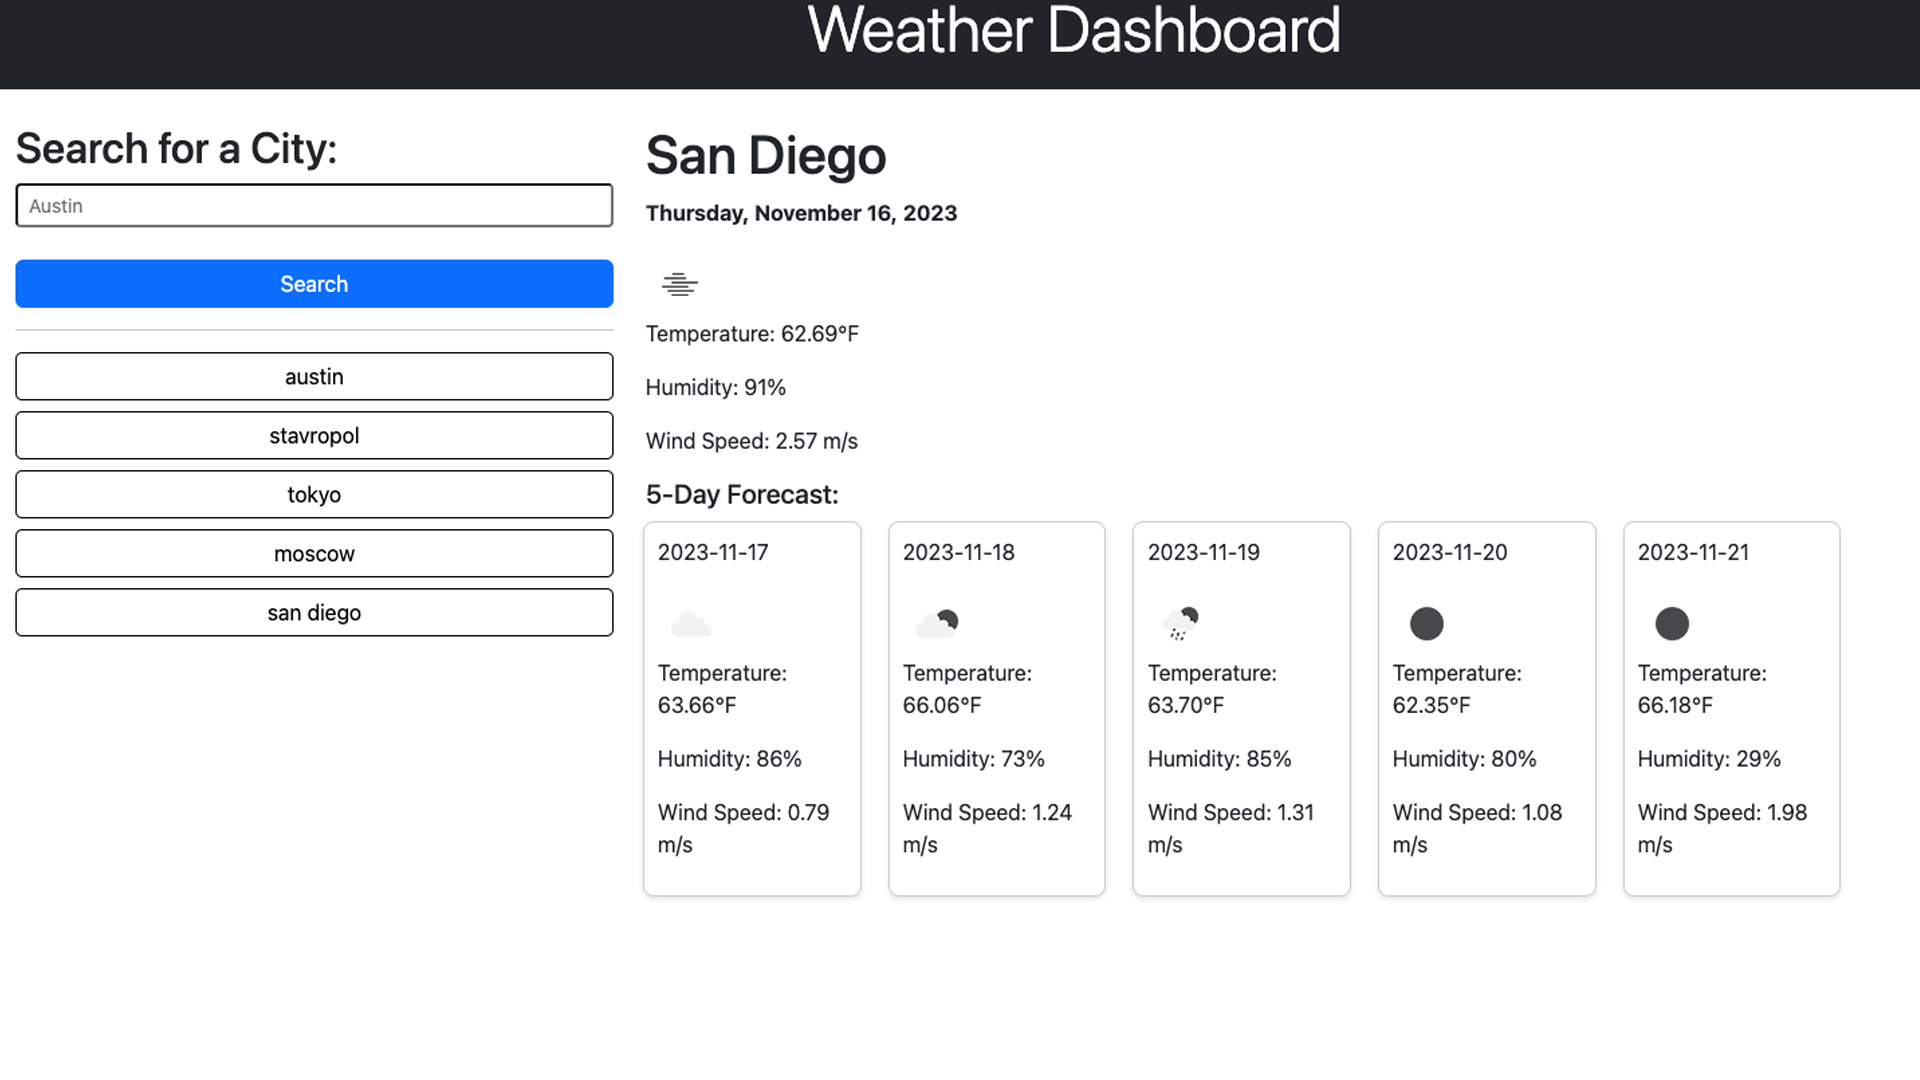 Weather Dashboard
Search for a City:
Austin
Search
austin
stavropol
tokyo
moscow
san diego
San Diego
Thursday, November 16, 2023
Temperature: 62.69°F
Humidity: 91%
Wind Speed: 2.57 m/s
5-Day Forecast:
2023-11-17
Temperature:
63.66°F
Humidity: 86%
Wind Speed: 0.79
m/s
2023-11-18
Temperature:
66.06°F
Humidity: 73%
Wind Speed: 1.24
m/s
2023-11-19
Temperature:
63.70°F
Humidity: 85%
Wind Speed: 1.31
m/s
2023-11-20
Temperature:
62.35°F
Humidity: 80%
Wind Speed: 1.08
m/s
2023-11-21
Temperature:
66.18°F
Humidity: 29%
Wind Speed: 1.98
m/s